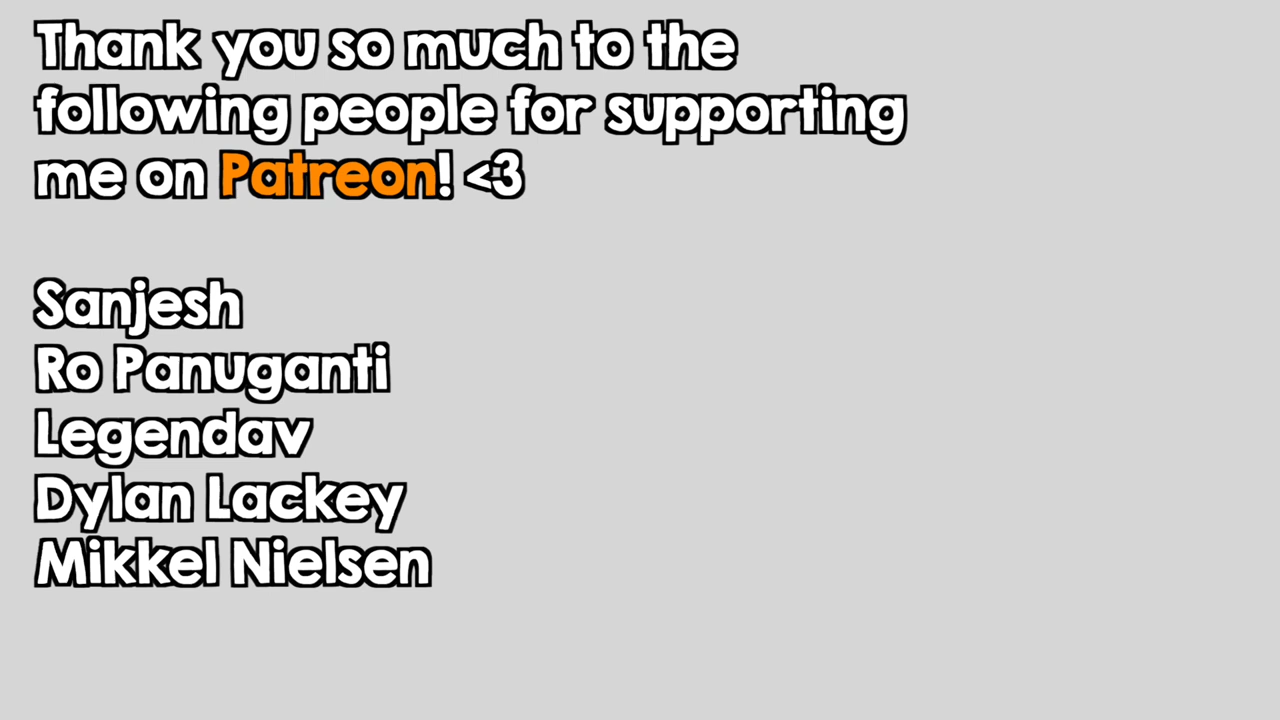 Thank you so much to the
following people for supporting
me on Patreon! <3
Sanjesh
Ro Panuganti
Legendav
Dylan Lackey
Mikkel Nielsen